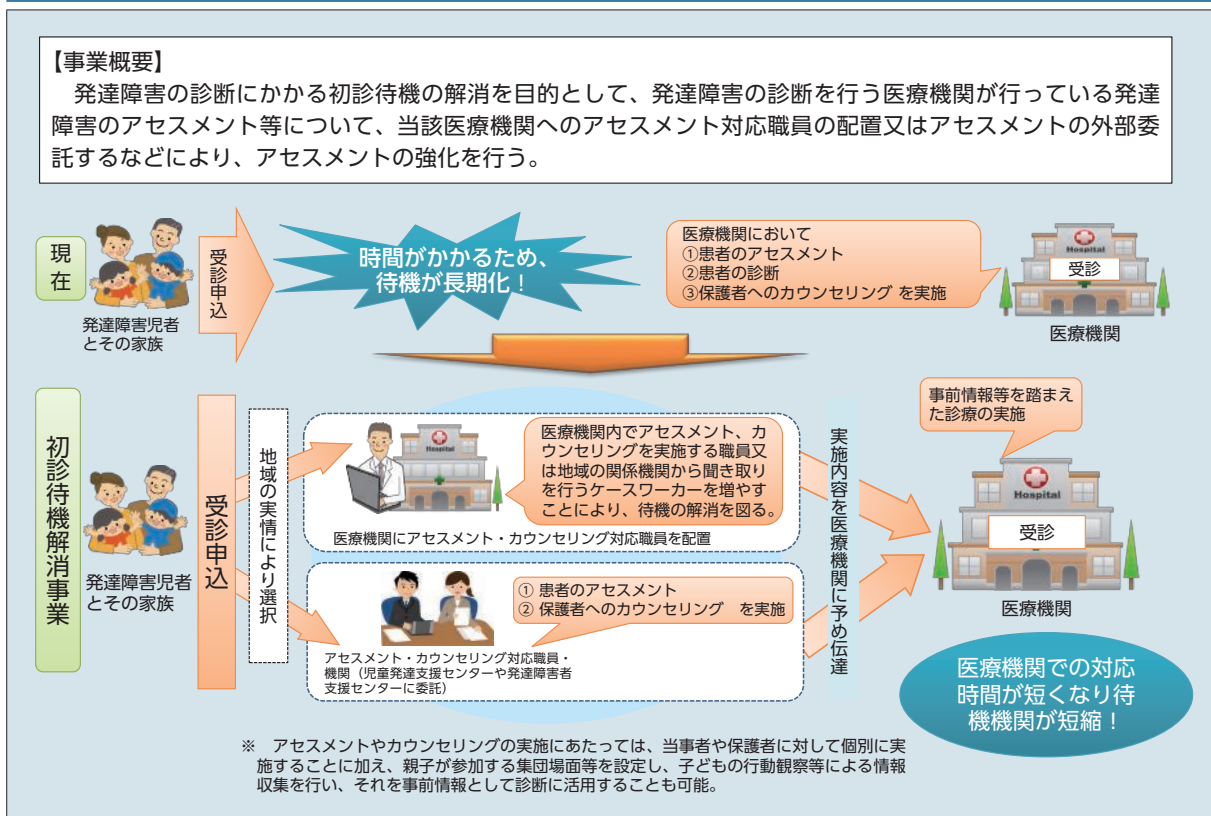 【事業概要】
発達障害の診断にかかる初診待機の解消を目的として、発達障害の診断を行う医療機関が行っている発達
障害のアセスメント等について、当該医療機関へのアセスメント対応職員の配置又はアセスメントの外部委
託するなどにより、アセスメントの強化を行う。
現在
発達障害児者
とその家族
受診申込
時間がかかるため、
待機が長期化！
医療機関において
①患者のアセスメント
②患者の診断
③保護者へのカウンセリング を実施
Hospital
受診
医療機関
初診待機解消事業
発達障害児者
とその家族
受診申込
地域の実情により選択
Hospital
医療機関内でアセスメント、カ
ウンセリングを実施する職員又
は地域の関係機関から聞き取り
を行うケースワーカーを増やす
ことにより、待機の解消を図る。
医療機関にアセスメント・カウンセリング対応職員を配置
① 患者のアセスメント
② 保護者へのカウンセリング　を実施
アセスメント・カウンセリング対応職員・
機関（児童発達支援センターや発達障害者
支援センターに委託）
実施内容を医療機関に予め伝達
事前情報等を踏まえ
た診療の実施
Hospital
受診
医療機関
医療機関での対応
時間が短くなり待
機機関が短縮！
※　アセスメントやカウンセリングの実施にあたっては、当事者や保護者に対して個別に実
施することに加え、親子が参加する集団場面等を設定し、子どもの行動観察等による情報
収集を行い、それを事前情報として診断に活用することも可能。